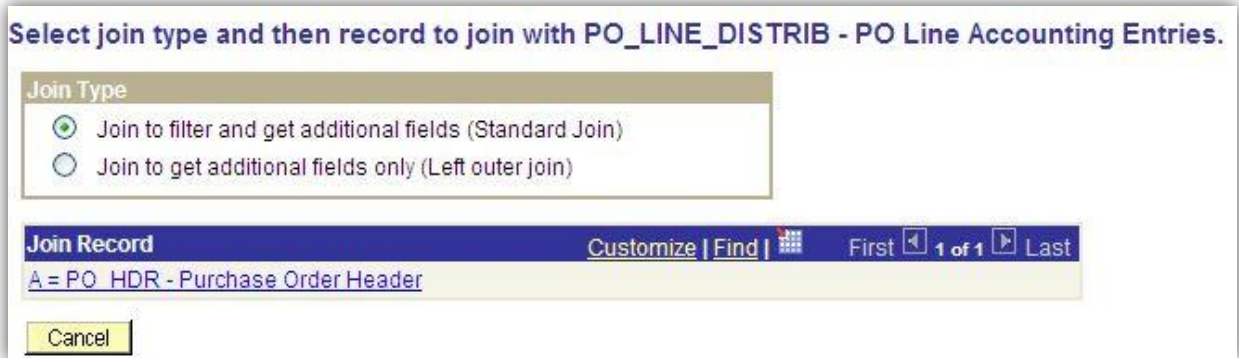 Select join type and then record to join with PO_LINE_DISTRIB - PO Line Accounting Entries.
Join Type
Join to filter and get additional fields (Standard Join)
Join to get additional fields only (Left outer join)
Join Record Customize | Find | First 1 of 1 Last
A = PO_HDR - Purchase Order Header
Cancel